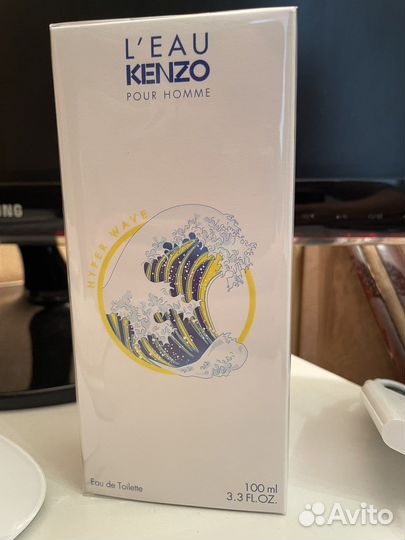 L'EAU
KENZO
POUR HOMME
HYPER WAVE
Eau de Toilette
100 ml
3.3 FL.OZ.
Avito